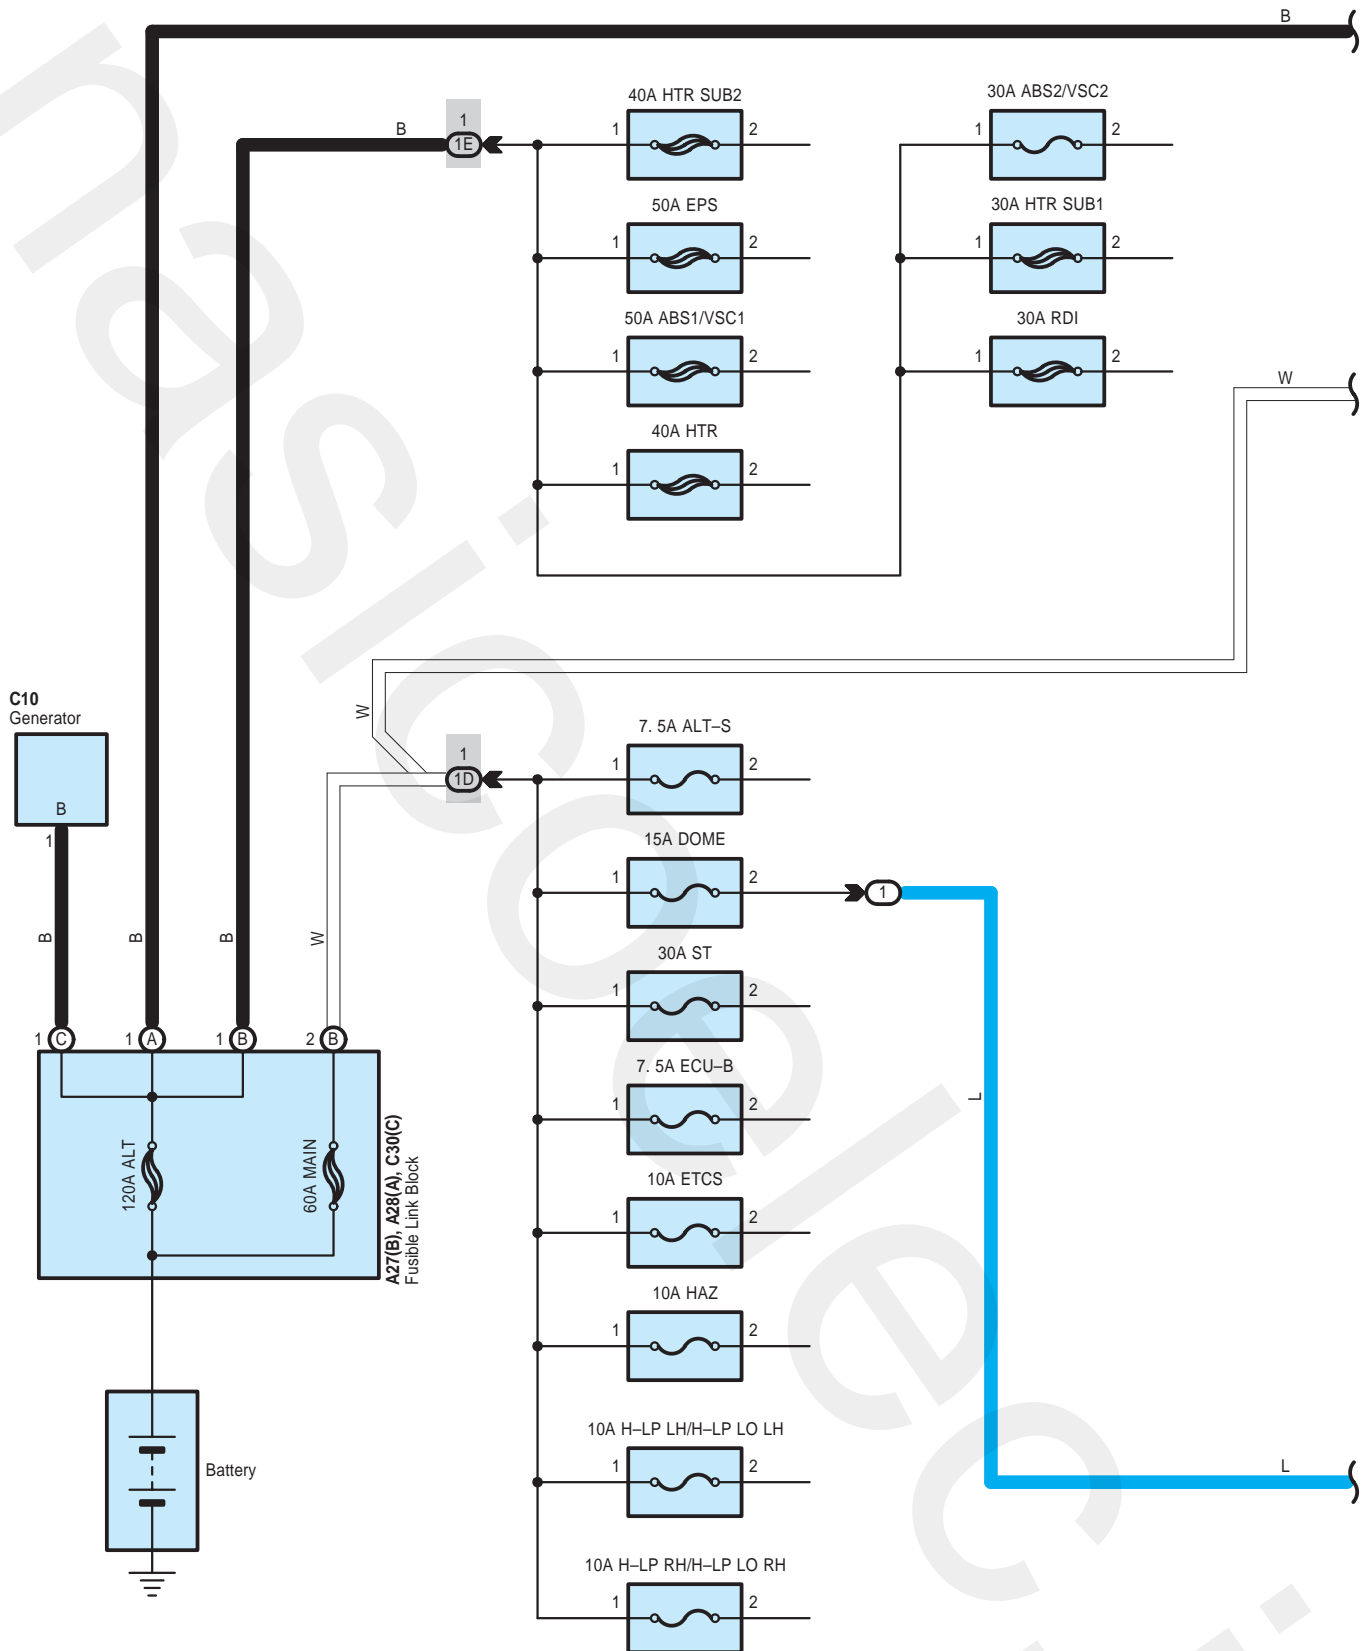 B
40A HTR SUB2
30A ABS2/VSC2
B
1
1E
1
2
1
2
50A EPS
30A HTR SUB1
1
2
1
2
50A ABS1/VSC1
30A RDI
1
2
1
2
W
40A HTR
1
2
C10
Generator
B
1
W
7. 5A ALT–S
1
1D
1
2
15A DOME
1
2
1
B
B
B
W
30A ST
1
2
1
C
1
A
1
B
2
B
7. 5A ECU–B
1
2
L
120A ALT
60A MAIN
A27(B), A28(A), C30(C)
Fusible Link Block
10A ETCS
1
2
10A HAZ
1
2
10A H–LP LH/H–LP LO LH
1
2
L
Battery
10A H–LP RH/H–LP LO RH
1
2